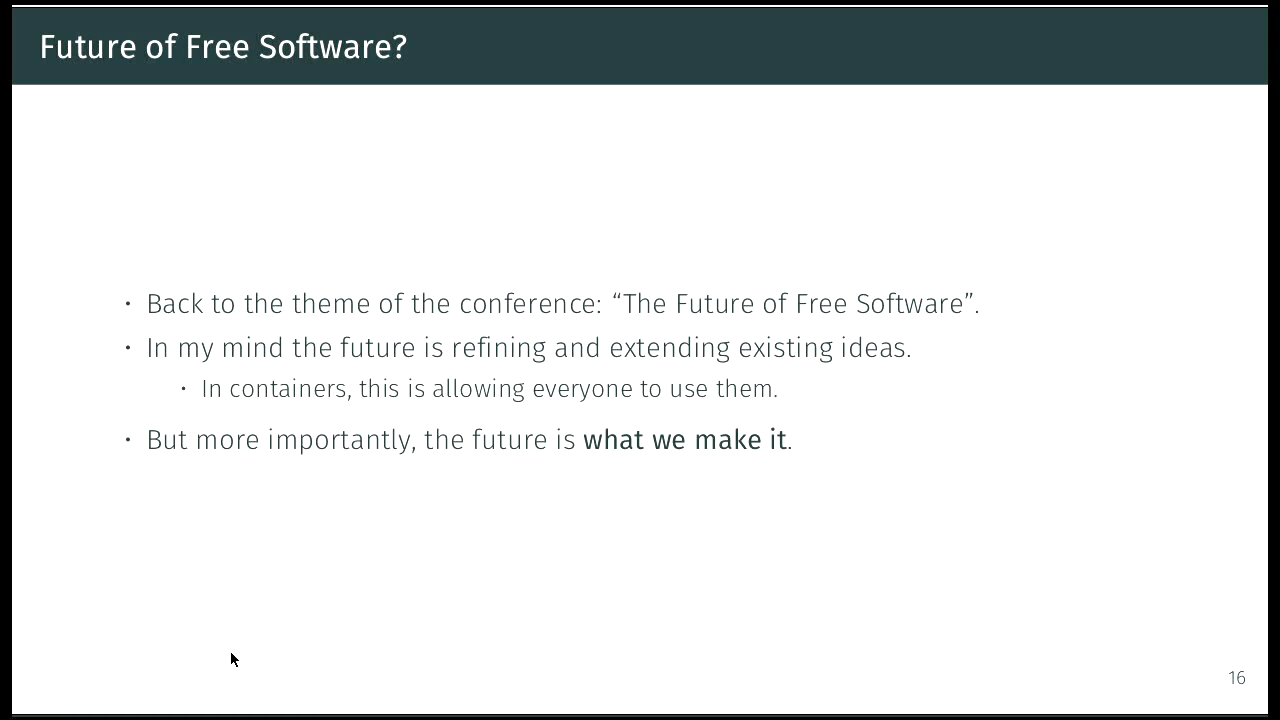 Future of Free Software?
• Back to the theme of the conference: “The Future of Free Software”.
• In my mind the future is refining and extending existing ideas.
• In containers, this is allowing everyone to use them.
• But more importantly, the future is what we make it.
16